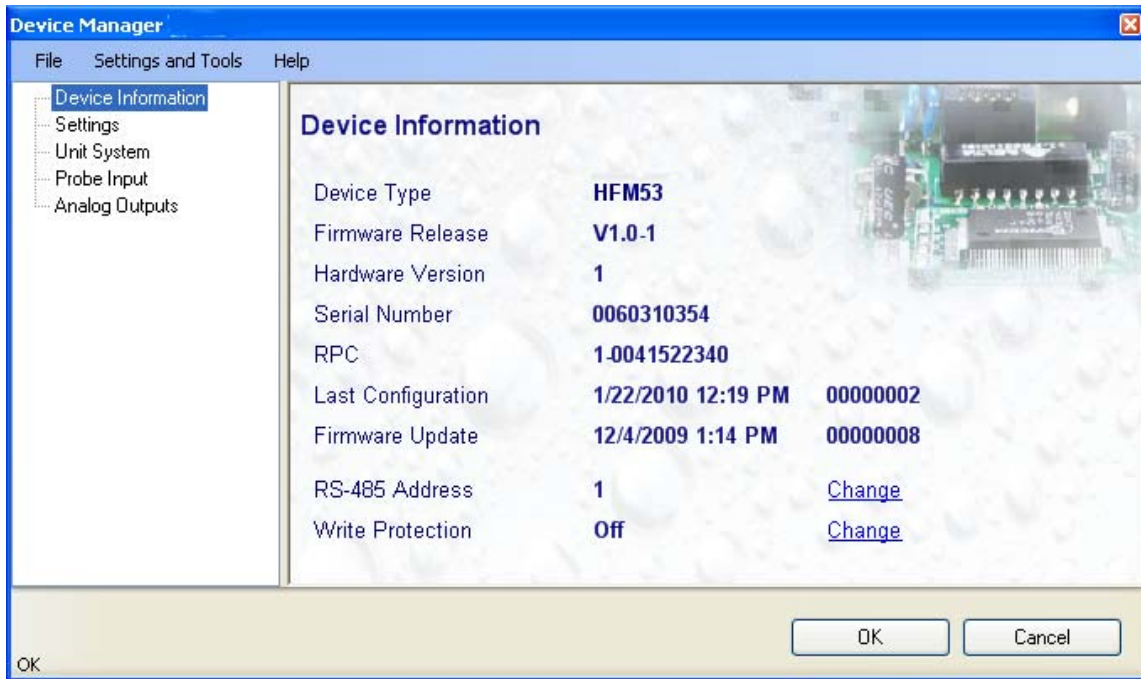 Device Manager
File Settings and Tools Help
Device Information
Settings
Unit System
Probe Input
Analog Outputs
Device Information
Device Type HFM53
Firmware Release V1.0-1
Hardware Version 1
Serial Number 0060310354
RPC 1-0041522340
Last Configuration 1/22/2010 12:19 PM 00000002
Firmware Update 12/4/2009 1:14 PM 00000008
RS-485 Address 1 Change
Write Protection Off Change
OK Cancel
OK